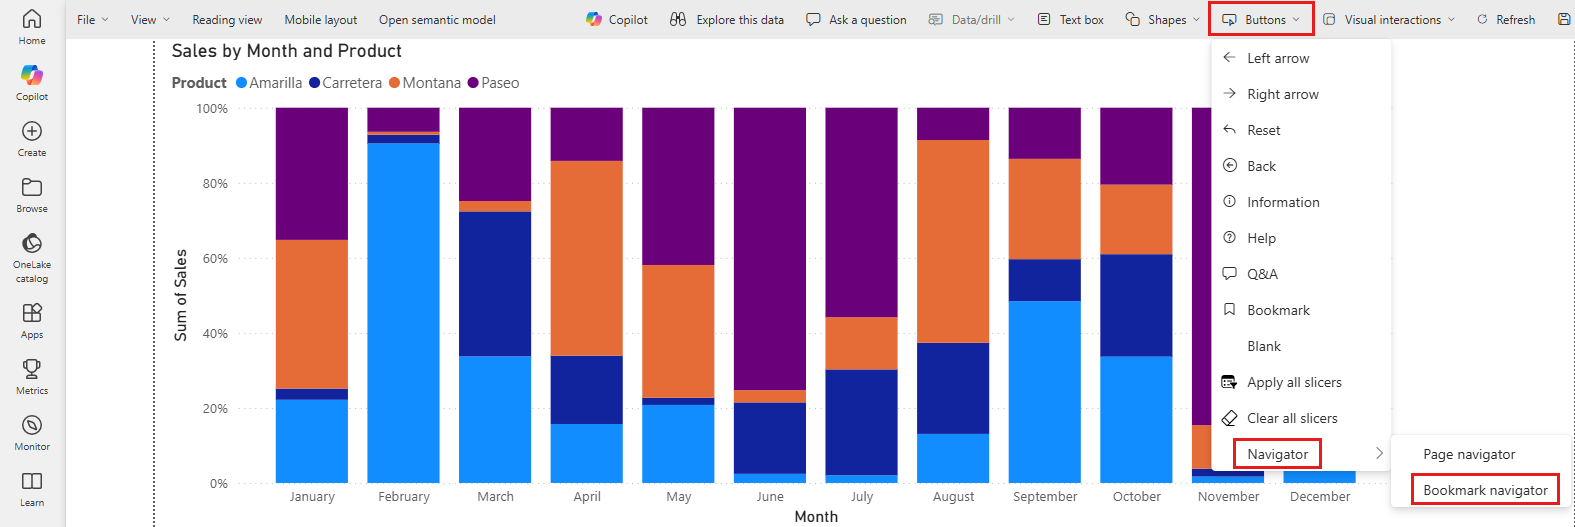 File View Reading view Mobile layout Open semantic model Copilot Explore this data Ask a question Data/drill Text box Shapes Buttons Visual interactions Refresh
Home
Copilot
Create
Browse
OneLake
catalog
Apps
Metrics
Monitor
Learn
Sales by Month and Product
Product Amarilla Carretera Montana Paseo
Sum of Sales
100%
80%
60%
40%
20%
0%
January February March April May June July August September October November December
Month
Left arrow
Right arrow
Reset
Back
Information
Help
Q&A
Bookmark
Blank
Apply all slicers
Clear all slicers
Navigator
Page navigator
Bookmark navigator